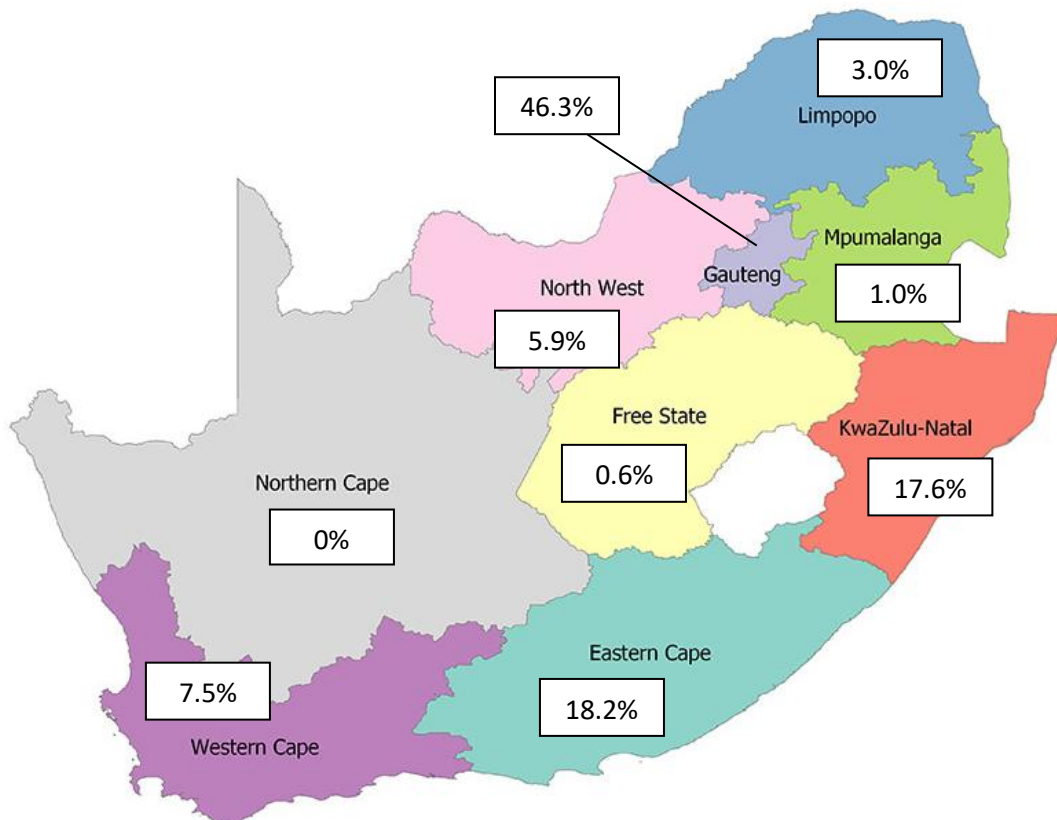 3.0%
Limpopo
46.3%
Mpumalanga
Gauteng
North West
1.0%
5.9%
Free State
KwaZulu-Natal
0.6%
17.6%
Northern Cape
0%
Eastern Cape
7.5%
18.2%
Western Cape